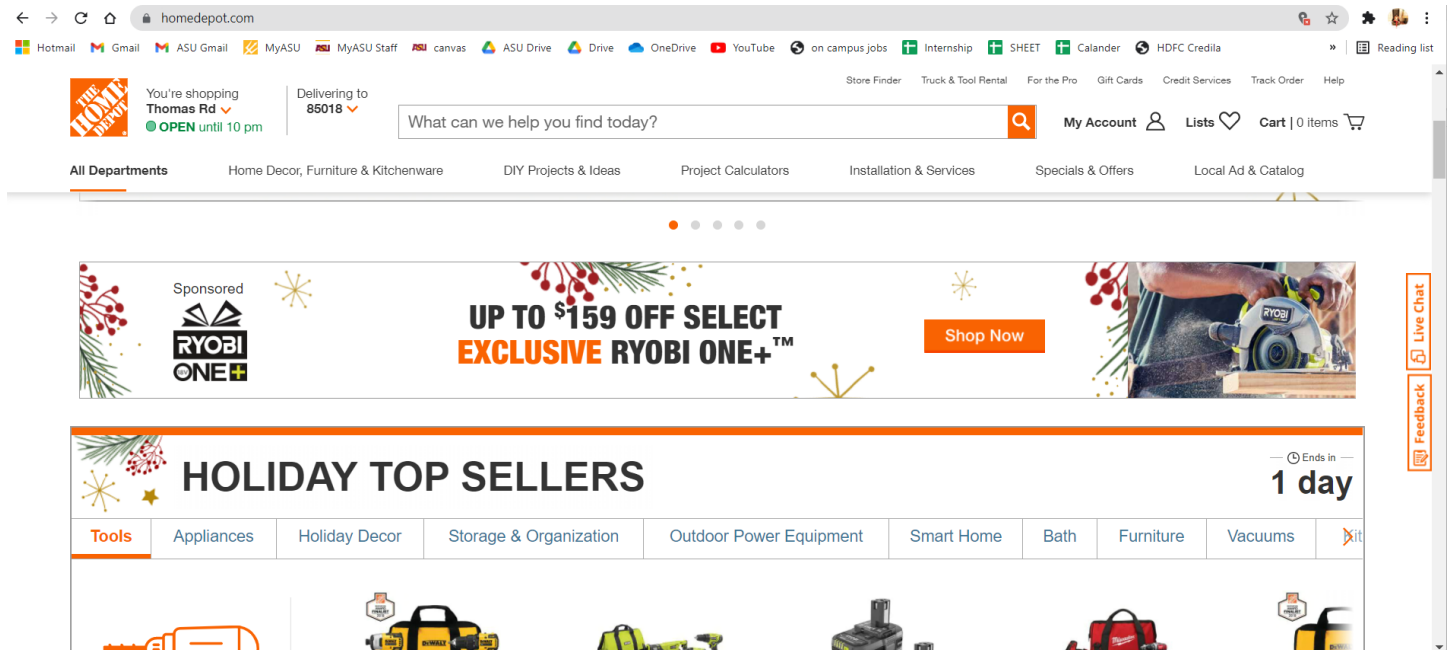 homedepot.com
Hotmail Gmail ASU Gmail MyASU MyASU Staff canvas ASU Drive Drive OneDrive YouTube on campus jobs Internship SHEET Calander HDFC Credila » Reading list
Store Finder Truck & Tool Rental For the Pro Gift Cards Credit Services Track Order Help
THE HOME DEPOT
You're shopping
Thomas Rd
OPEN until 10 pm
Delivering to
85018
What can we help you find today?
My Account Lists Cart | 0 items
All Departments Home Decor, Furniture & Kitchenware DIY Projects & Ideas Project Calculators Installation & Services Specials & Offers Local Ad & Catalog
Sponsored
RYOBI
ONE+
UP TO $159 OFF SELECT
EXCLUSIVE RYOBI ONE+™
Shop Now
RYOBI
Live Chat
Feedback
HOLIDAY TOP SELLERS
Ends in
1 day
Tools Appliances Holiday Decor Storage & Organization Outdoor Power Equipment Smart Home Bath Furniture Vacuums Kit
DEWALT
Milwaukee